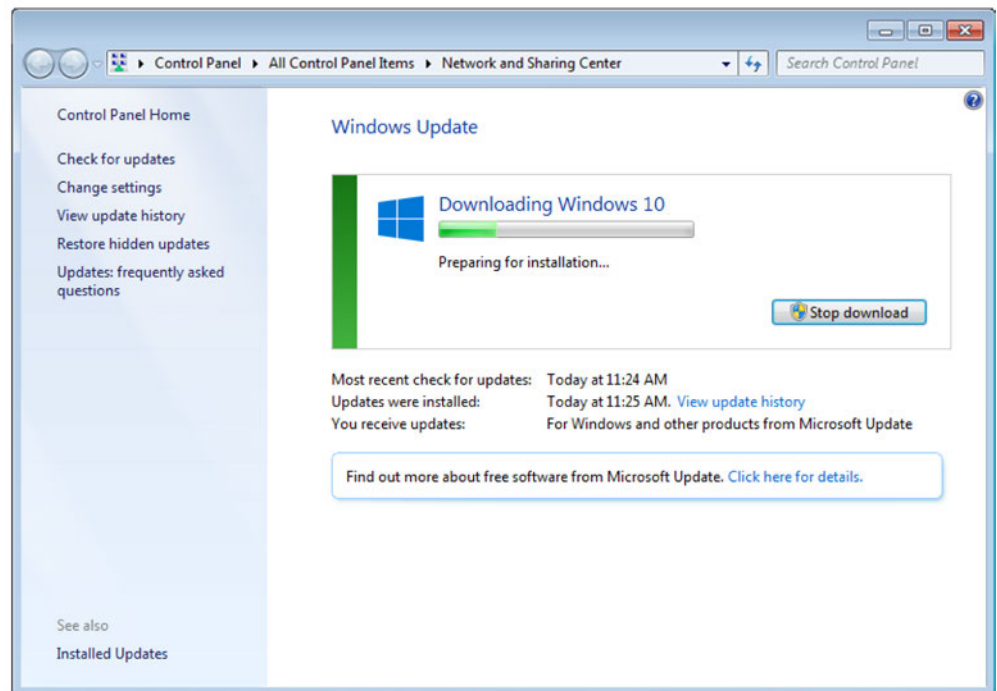 Control Panel ▸ All Control Panel Items ▸ Network and Sharing Center
Search Control Panel
Control Panel Home
Check for updates
Change settings
View update history
Restore hidden updates
Updates: frequently asked
questions
See also
Installed Updates
Windows Update
Downloading Windows 10
Preparing for installation...
Stop download
Most recent check for updates: Today at 11:24 AM
Updates were installed: Today at 11:25 AM. View update history
You receive updates: For Windows and other products from Microsoft Update
Find out more about free software from Microsoft Update. Click here for details.